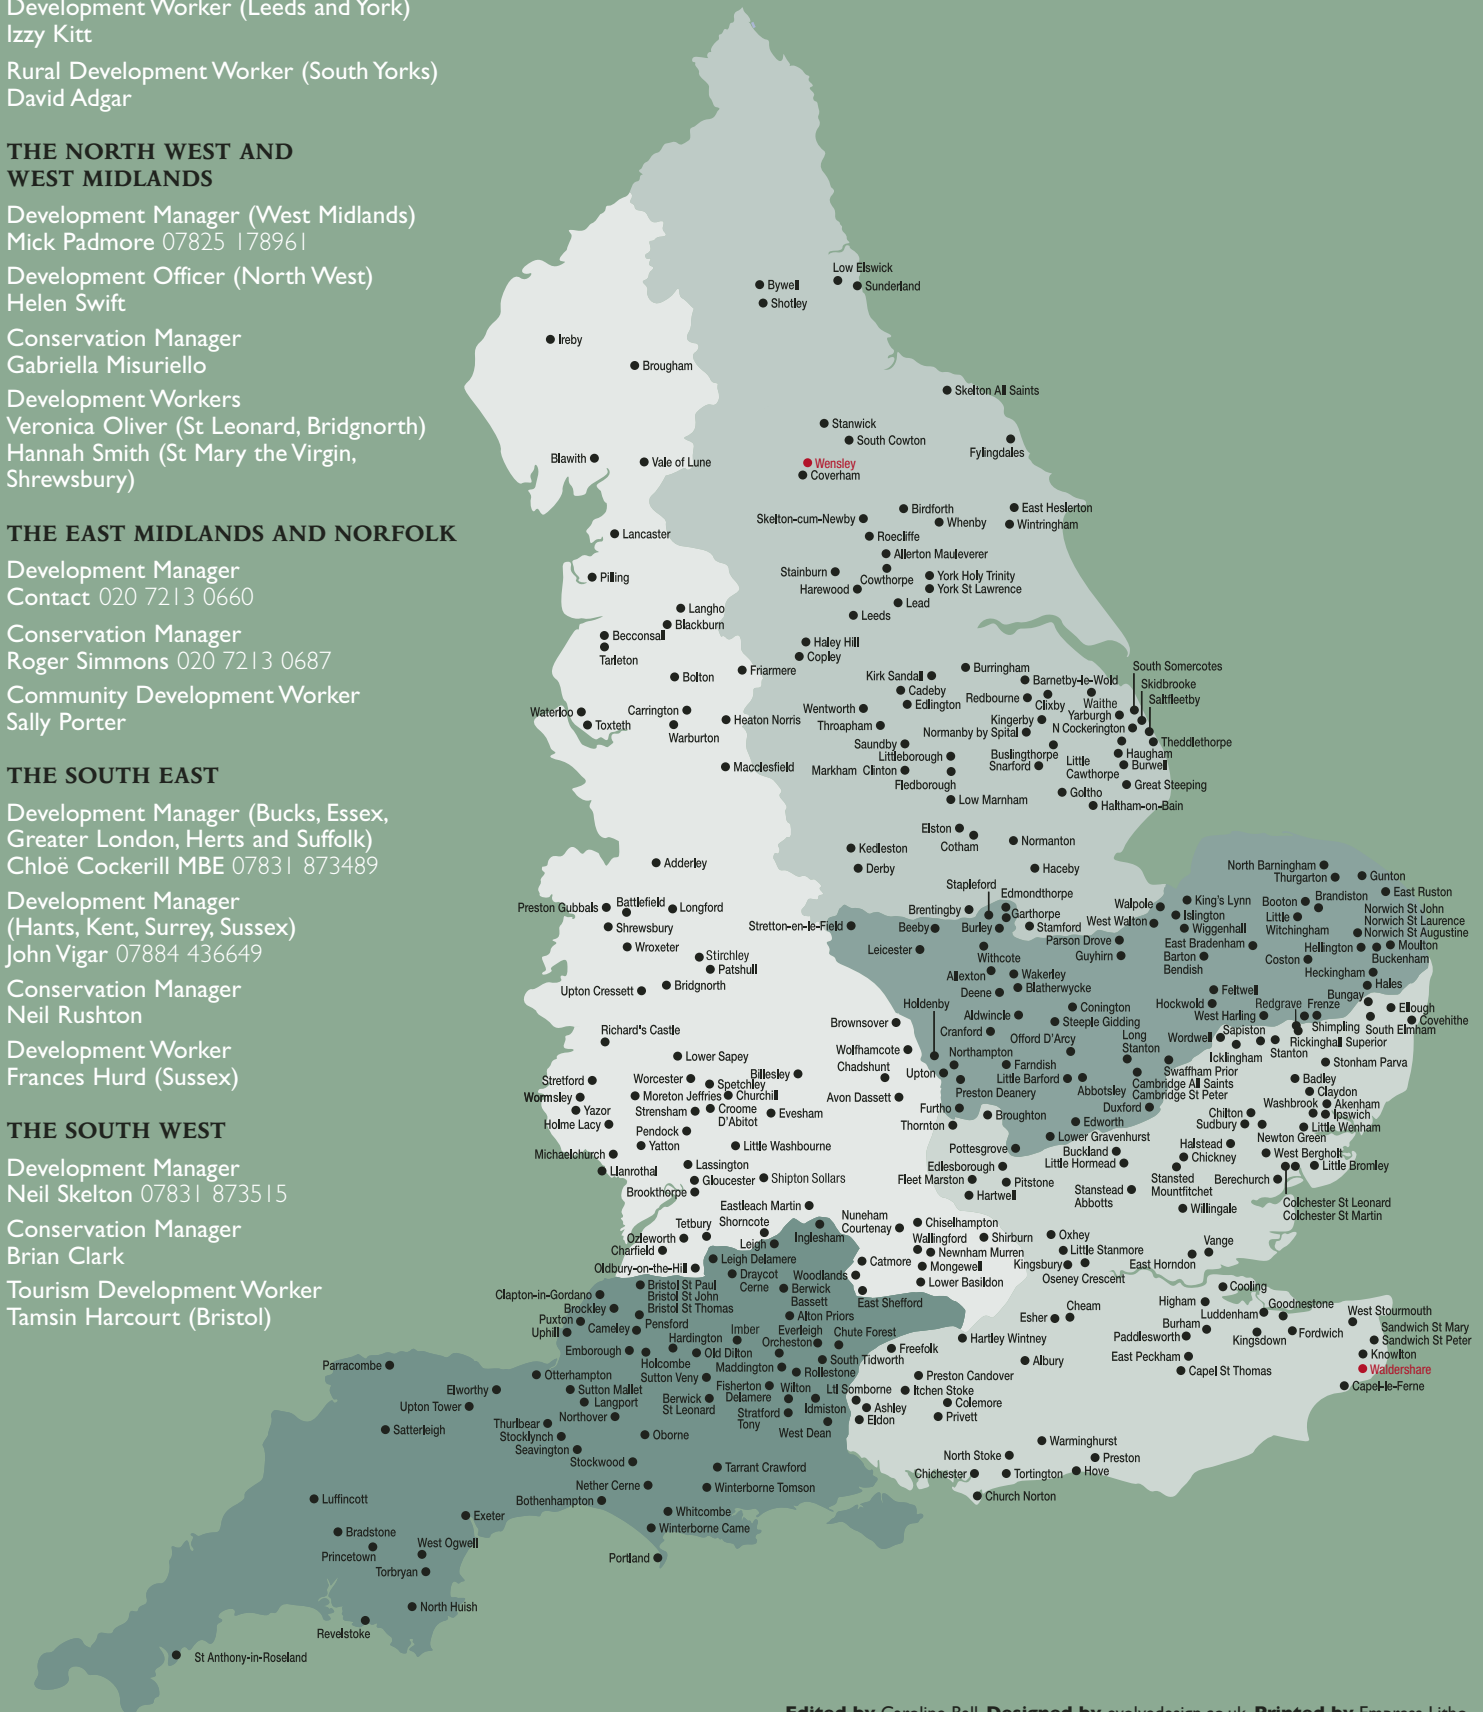 Development Worker (Leeds and York)
Izzy Kitt
Rural Development Worker (South Yorks)
David Adgar
THE NORTH WEST AND
WEST MIDLANDS
Development Manager (West Midlands)
Mick Padmore 07825 178961
Development Officer (North West)
Helen Swift
Conservation Manager
Gabriella Misuriello
Development Workers
Veronica Oliver (St Leonard, Bridgnorth)
Hannah Smith (St Mary the Virgin,
Shrewsbury)
THE EAST MIDLANDS AND NORFOLK
Development Manager
Contact 020 7213 0660
Conservation Manager
Roger Simmons 020 7213 0687
Community Development Worker
Sally Porter
THE SOUTH EAST
Development Manager (Bucks, Essex,
Greater London, Herts and Suffolk)
Chloë Cockerill MBE 07831 873489
Development Manager
(Hants, Kent, Surrey, Sussex)
John Vigar 07884 436649
Conservation Manager
Neil Rushton
Development Worker
Frances Hurd (Sussex)
THE SOUTH WEST
Development Manager
Neil Skelton 07831 873515
Conservation Manager
Brian Clark
Tourism Development Worker
Tamsin Harcourt (Bristol)
Low Elswick
Bywell
Sunderland
Shotley
Ireby
Brougham
Skelton All Saints
Stanwick
South Cowton
Fylingdales
Blawith
Vale of Lune
Wensley
Coverham
Birdforth
East Heslerton
Skelton-cum-Newby
Whenby
Wintringham
Lancaster
Roecliffe
Allerton Mauleverer
Pilling
Stainburn
Cowthorpe
York Holy Trinity
Harewood
York St Lawrence
Langho
Lead
Leeds
Blackburn
Becconsall
Tarleton
Haley Hill
Copley
Friarmere
Bolton
Burringham
South Somercotes
Kirk Sandall
Barnetby-le-Wold
Skidbrooke
Cadeby
Redbourne
Clixby
Waithe
Saltfleetby
Edlington
Waterloo
Carrington
Wentworth
Yarburgh
Toxteth
Heaton Norris
Throapham
Kingerby
N Cockerington
Warburton
Normanby by Spital
Saundby
Theddlethorpe
Littleborough
Buslingthorpe
Haugham
Macclesfield
Markham Clinton
Snarford
Little
Cawthorpe
Burwell
Fledborough
Great Steeping
Low Marnham
Goltho
Haltham-on-Bain
Elston
Cotham
Normanton
Kedleston
Adderley
Derby
Haceby
North Barningham
Thurgarton
Gunton
Stapleford
Edmondthorpe
East Ruston
Preston Gubbals
Battlefield
Longford
Brentingby
Garthorpe
Walpole
King's Lynn
Booton
Brandiston
Norwich St John
Shrewsbury
Stretton-en-le-Field
Beeby
Burley
Stamford
West Walton
Islington
Wiggenhall
Little
Witchingham
Norwich St Laurence
Norwich St Augustine
Wroxeter
Leicester
Withcote
Parson Drove
East Bradenham
Hellington
Moulton
Stirchley
Guyhirn
Barton
Bendish
Coston
Buckenham
Patshull
Allexton
Wakerley
Heckingham
Upton Cressett
Bridgnorth
Deene
Blatherwycke
Feltwell
Hales
Holdenby
Conington
Hockwold
Redgrave
Frenze
Bungay
Ellough
Brownsover
Aldwincle
Steeple Gidding
West Harling
Shimpling
South Elmham
Covehithe
Richard's Castle
Cranford
Offord D'Arcy
Long
Stanton
Wordwell
Sapiston
Rickinghall Superior
Lower Sapey
Wolfhamcote
Northampton
Icklingham
Stanton
Stonham Parva
Chadshunt
Farndish
Swaffham Prior
Stretford
Worcester
Spetchley
Billesley
Upton
Little Barford
Abbotsley
Cambridge All Saints
Cambridge St Peter
Badley
Wormsley
Moreton Jeffries
Churchill
Avon Dassett
Preston Deanery
Claydon
Yazor
Strensham
Croome
D'Abitot
Evesham
Furtho
Broughton
Duxford
Chilton
Washbrook
Akenham
Ipswich
Holme Lacy
Thornton
Edworth
Sudbury
Little Wenham
Pendock
Lower Gravenhurst
Newton Green
Yatton
Little Washbourne
Pottesgrove
Buckland
Halstead
West Bergholt
Michaelchurch
Little Hormead
Chickney
Lassington
Edlesborough
Little Bromley
Llanrothal
Gloucester
Shipton Sollars
Fleet Marston
Pitstone
Stansted
Mountfitchet
Berechurch
Brookthorpe
Hartwell
Stanstead
Abbotts
Eastleach Martin
Willingale
Colchester St Leonard
Colchester St Martin
Tetbury
Shorncote
Nuneham
Courtenay
Chiselhampton
Ozleworth
Inglesham
Wallingford
Shirburn
Oxhey
Charfield
Leigh
Newnham Murren
Little Stanmore
Vange
Leigh Delamere
Catmore
Mongewell
Kingsbury
East Horndon
Oldbury-on-the-Hill
Draycot
Cerne
Woodlands
Lower Basildon
Oseney Crescent
Clapton-in-Gordano
Bristol St Paul
Bristol St John
Bristol St Thomas
Berwick
Bassett
East Shefford
Cooling
Brockley
Alton Priors
Cheam
Higham
Goodnestone
Puxton
Pensford
Imber
Everleigh
Esher
Luddenham
West Stourmouth
Uphill
Cameley
Hardington
Orcheston
Chute Forest
Hartley Wintney
Burham
Paddlesworth
Kingsdown
Fordwich
Sandwich St Mary
Sandwich St Peter
Emborough
Holcombe
Old Dilton
Freefolk
East Peckham
Knowlton
Parracombe
Maddington
South Tidworth
Albury
Capel St Thomas
Waldershare
Otterhampton
Sutton Veny
Rollestone
Preston Candover
Capel-le-Ferne
Elworthy
Sutton Mallet
Fisherton
Delamere
Wilton
Ltl Somborne
Itchen Stoke
Upton Tower
Langport
Berwick
St Leonard
Idmiston
Ashley
Colemore
Northover
Stratford
Tony
Eldon
Privett
Satterleigh
Thurlbear
West Dean
Stocklynch
Oborne
Warminghurst
Seavington
North Stoke
Preston
Stockwood
Tarrant Crawford
Chichester
Tortington
Hove
Nether Cerne
Winterborne Tomson
Church Norton
Luffincott
Bothenhampton
Whitcombe
Exeter
Winterborne Came
Bradstone
West Ogwell
Princetown
Portland
Torbryan
North Huish
Revelstoke
St Anthony-in-Roseland